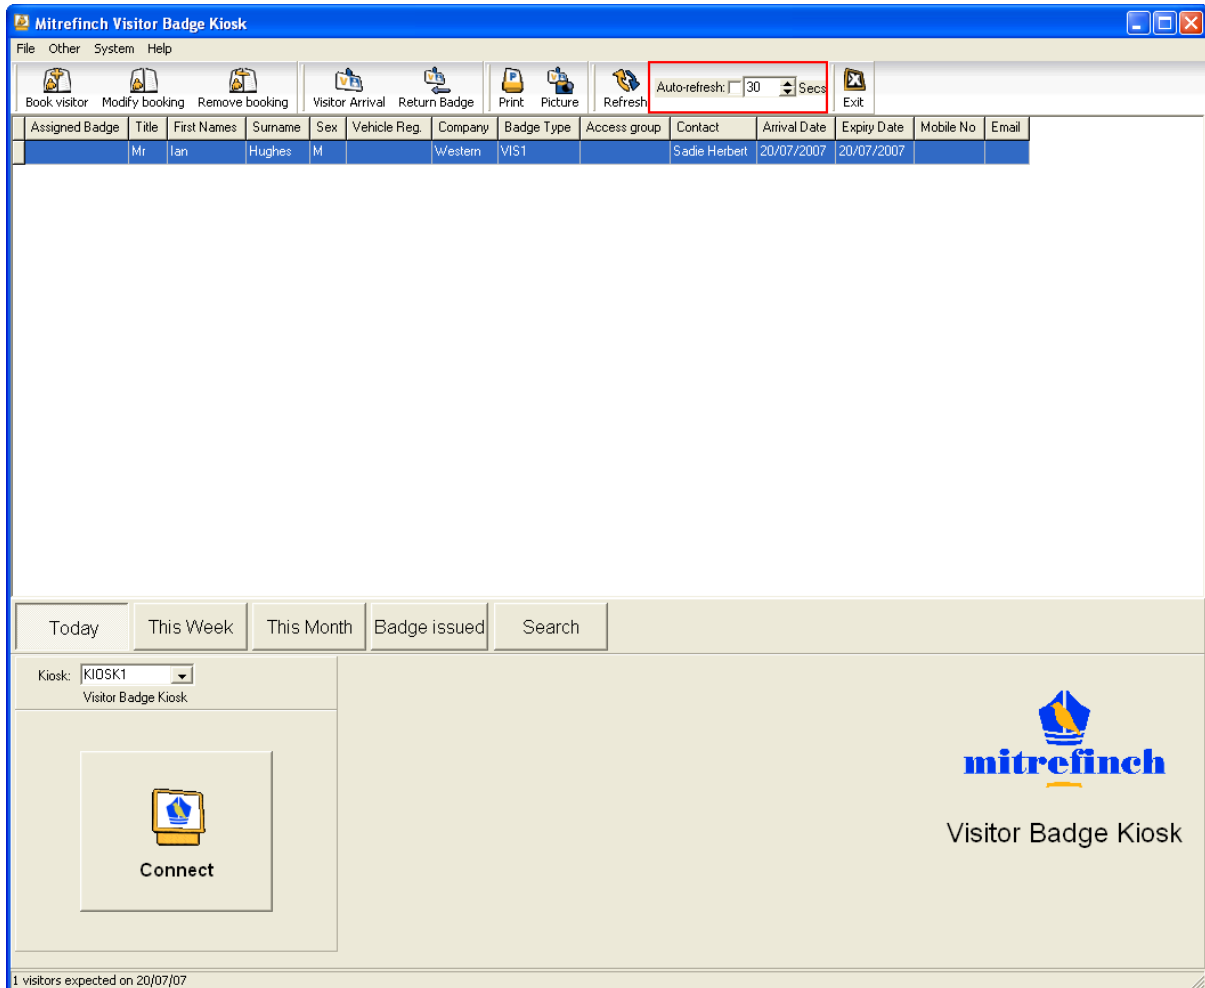 Mitrefinch Visitor Badge Kiosk
File Other System Help
Book visitor Modify booking Remove booking Visitor Arrival Return Badge Print Picture Refresh Auto-refresh: 30 Secs Exit
Assigned Badge Title First Names Surname Sex Vehicle Reg. Company Badge Type Access group Contact Arrival Date Expiry Date Mobile No Email
Mr Ian Hughes M Western VIS1 Sadie Herbert 20/07/2007 20/07/2007
Today This Week This Month Badge issued Search
Kiosk: KIOSK1
Visitor Badge Kiosk
mitrefinch
Visitor Badge Kiosk
Connect
1 visitors expected on 20/07/07